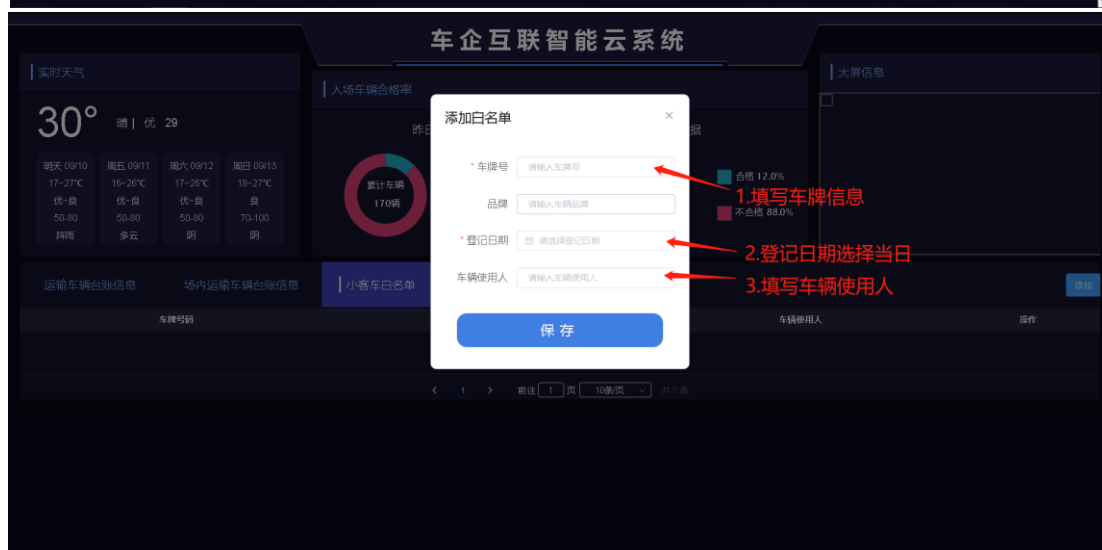 车企互联智能云系统
实时天气
30° 晴 | 优 29
明天 09/10 周五 09/11 周六 09/12 周日 09/13
17~27℃ 16~26℃ 17~26℃ 16~27℃
优~良 优~良 优~良 良
50-80 50-80 50-80 70-100
阵雨 多云 阴 阴
入场车辆合格率
昨日
据
累计车辆
170辆
合格 12.0%
不合格 88.0%
大屏信息
添加白名单 ×
* 车牌号 请输入车牌号
品牌 请输入车辆品牌
* 登记日期 请选择登记日期
车辆使用人 请输入车辆使用人
保 存
1.填写车牌信息
2.登记日期选择当日
3.填写车辆使用人
运输车辆台账信息 场内运输车辆台账信息 小客车白名单 添加
车牌号码 车辆使用人 操作
< 1 > 前往 1 页 10条/页 共 0 条